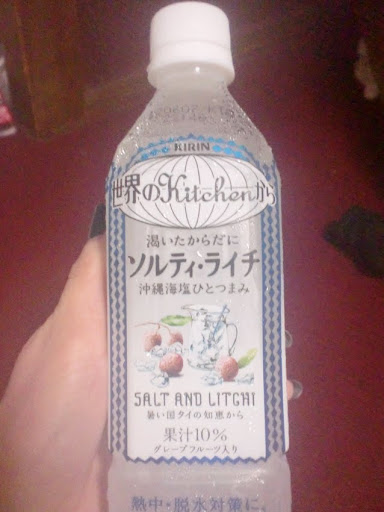 KIRIN
世界のKitchenから
渇いたからだに
ソルティ・ライチ
沖縄海塩ひとつまみ
SALT AND LITCHI
暑い国タイの知恵から
果汁10%
グレープフルーツ入り
熱中・脱水対策に。